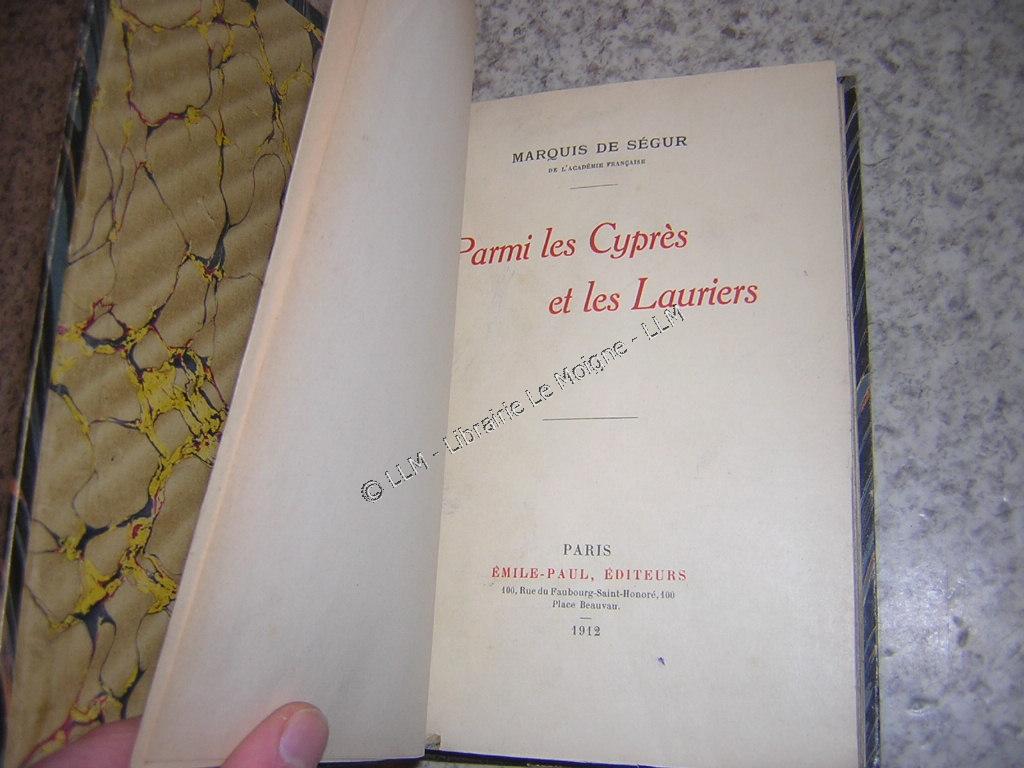 MARQUIS DE SÉGUR
DE L'ACADÉMIE FRANÇAISE
Parmi les Cyprès
et les Lauriers
© LLM - Librairie Le Moigne - LLM
PARIS
ÉMILE-PAUL, ÉDITEURS
100, Rue du Faubourg-Saint-Honoré, 100
Place Beauvau.
1912